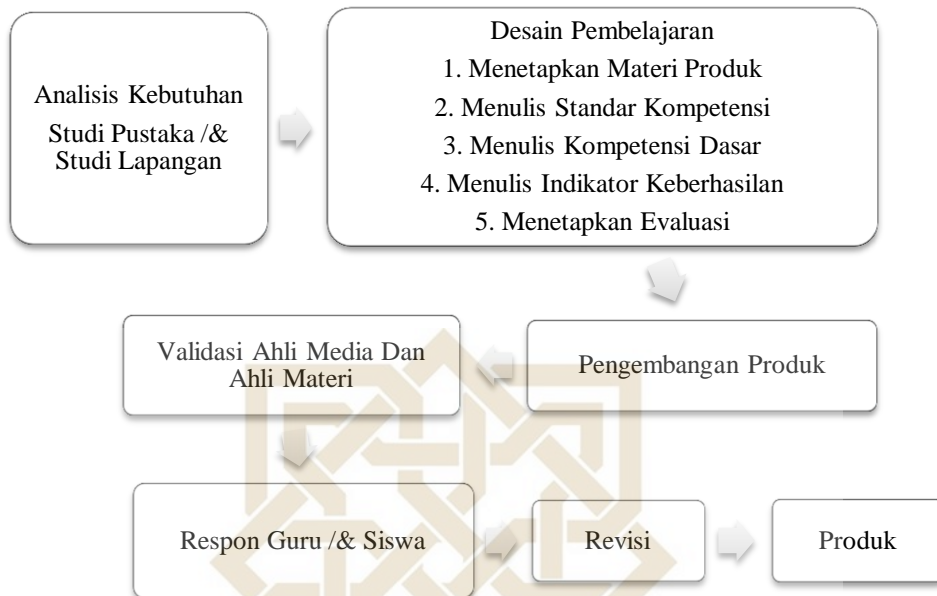 Analisis Kebutuhan
Studi Pustaka /&
Studi Lapangan
Desain Pembelajaran
1. Menetapkan Materi Produk
2. Menulis Standar Kompetensi
3. Menulis Kompetensi Dasar
4. Menulis Indikator Keberhasilan
5. Menetapkan Evaluasi
Pengembangan Produk
Validasi Ahli Media Dan
Ahli Materi
Respon Guru /& Siswa
Revisi
Produk